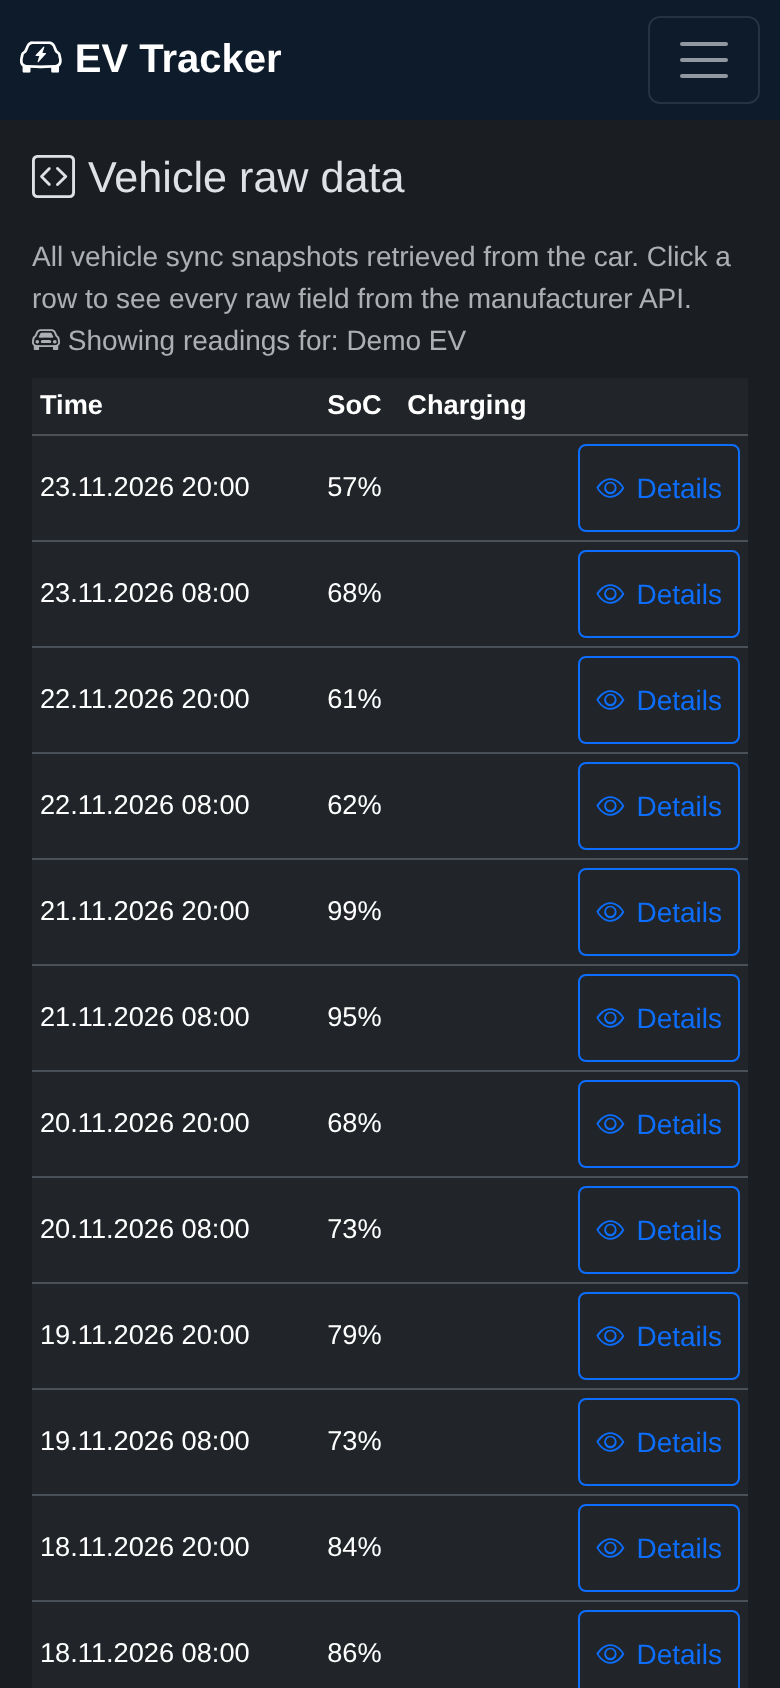 EV Tracker
Vehicle raw data
All vehicle sync snapshots retrieved from the car. Click a
row to see every raw field from the manufacturer API.
Showing readings for: Demo EV
Time SoC Charging
23.11.2026 20:00 57% Details
23.11.2026 08:00 68% Details
22.11.2026 20:00 61% Details
22.11.2026 08:00 62% Details
21.11.2026 20:00 99% Details
21.11.2026 08:00 95% Details
20.11.2026 20:00 68% Details
20.11.2026 08:00 73% Details
19.11.2026 20:00 79% Details
19.11.2026 08:00 73% Details
18.11.2026 20:00 84% Details
18.11.2026 08:00 86% Details